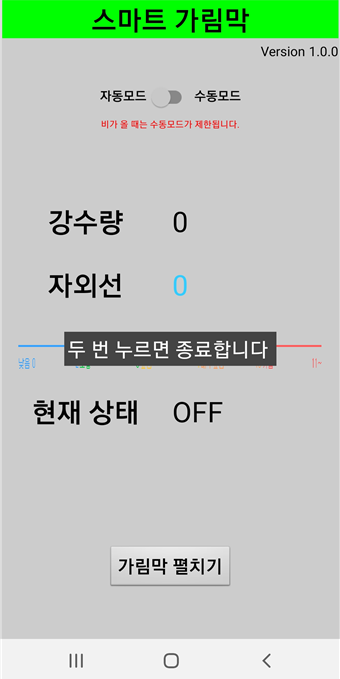 스마트 가림막
Version 1.0.0
자동모드 수동모드
비가 올 때는 수동모드가 제한됩니다.
강수량 0
자외선 0
두 번 누르면 종료합니다
낮음 0
11~
현재 상태 OFF
가림막 펼치기